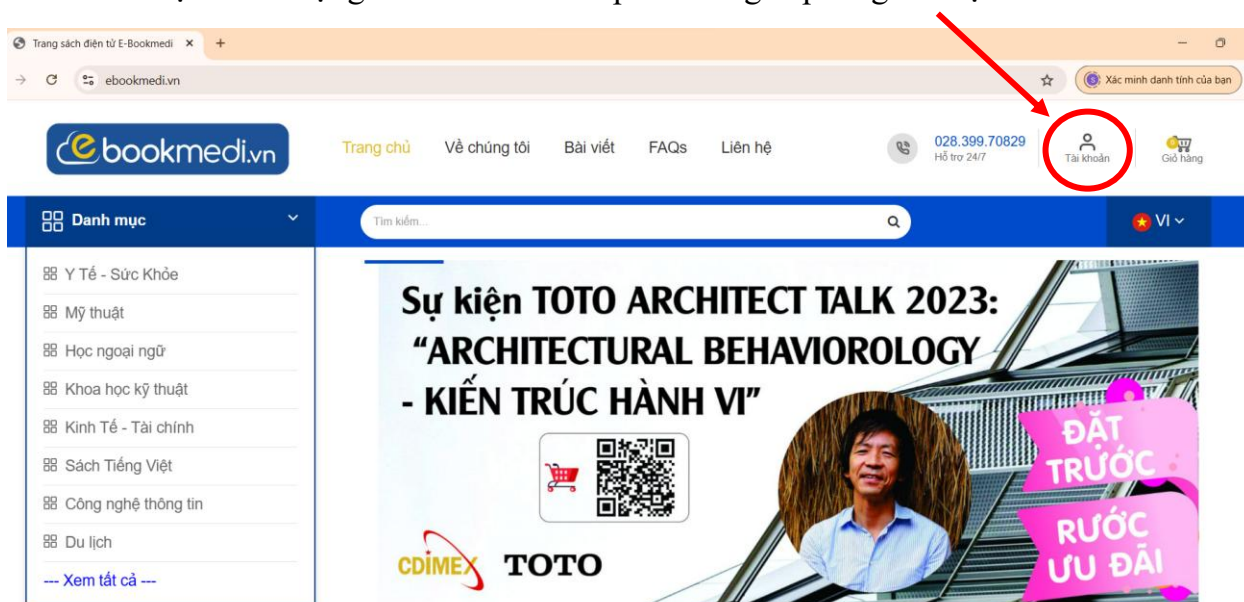 Trang sách điện tử E-Bookmedi
ebookmedi.vn
Xác minh danh tính của bạn
ebookmedi.vn
Trang chủ Về chúng tôi Bài viết FAQs Liên hệ
028.399.70829
Hỗ trợ 24/7
Tài khoản
Giỏ hàng
Danh mục
Tìm kiếm...
VI
Y Tế - Sức Khỏe
Mỹ thuật
Học ngoại ngữ
Khoa học kỹ thuật
Kinh Tế - Tài chính
Sách Tiếng Việt
Công nghệ thông tin
Du lịch
--- Xem tất cả ---
Sự kiện TOTO ARCHITECT TALK 2023:
“ARCHITECTURAL BEHAVIOROLOGY
- KIẾN TRÚC HÀNH VI”
ĐẶT
TRƯỚC
RƯỚC
ƯU ĐÃI
CDIMEX TOTO